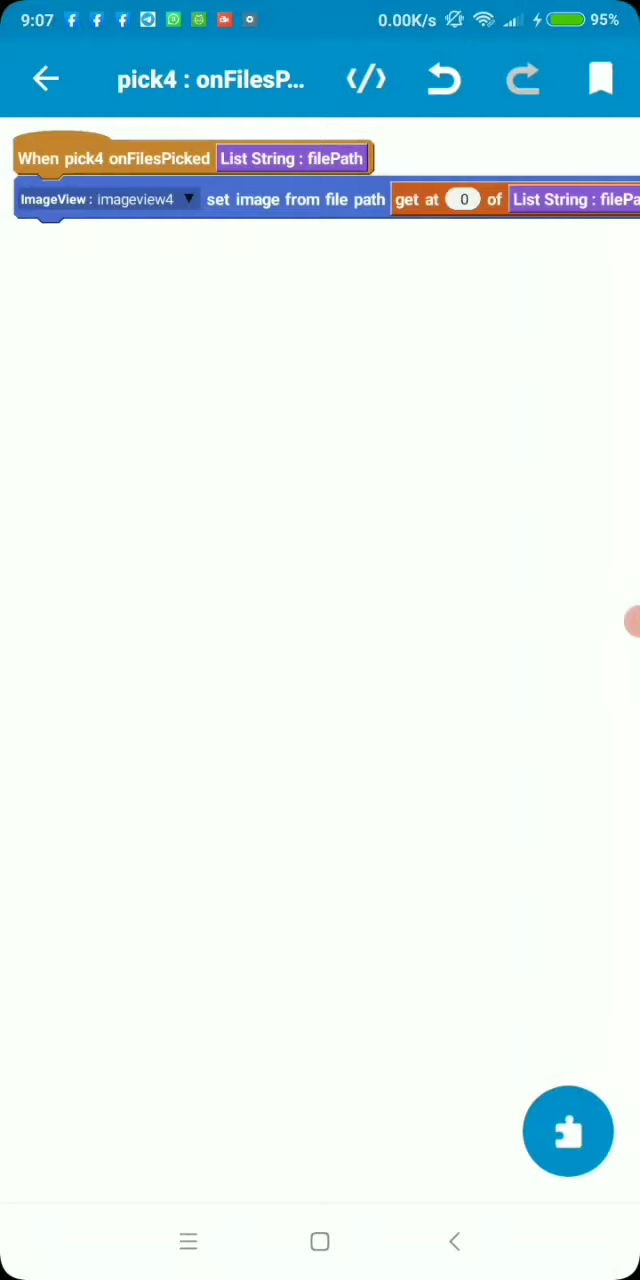 9:07 0.00K/s 95%
pick4 : onFilesP... </>
When pick4 onFilesPicked List String : filePath
ImageView : imageview4 ▼ set image from file path get at 0 of List String : filePa